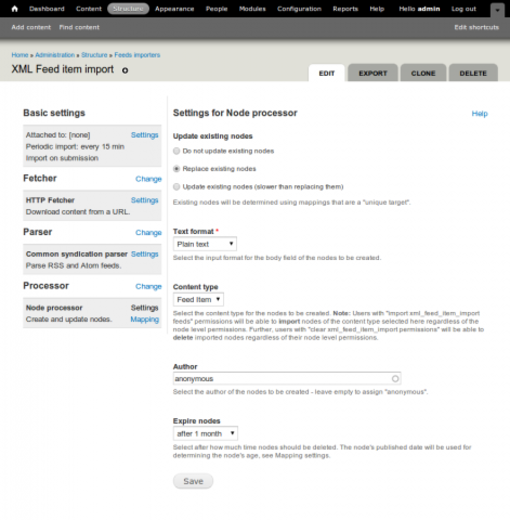 Dashboard Content Structure Appearance People Modules Configuration Reports Help Hello admin Log out
Add content Find content Edit shortcuts
Home » Administration » Structure » Feeds importers
XML Feed item import
EDIT EXPORT CLONE DELETE
Basic settings
Attached to: [none] Settings
Periodic import: every 15 min
Import on submission
Fetcher Change
HTTP Fetcher Settings
Download content from a URL.
Parser Change
Common syndication parser Settings
Parse RSS and Atom feeds.
Processor Change
Node processor Settings
Create and update nodes. Mapping
Settings for Node processor Help
Update existing nodes
Do not update existing nodes
Replace existing nodes
Update existing nodes (slower than replacing them)
Existing nodes will be determined using mappings that are a "unique target".
Text format *
Plain text
Select the input format for the body field of the nodes to be created.
Content type
Feed Item
Select the content type for the nodes to be created. Note: Users with "import xml_feed_item_import
feeds" permissions will be able to import nodes of the content type selected here regardless of the
node level permissions. Further, users with "clear xml_feed_item_import permissions" will be able to
delete imported nodes regardless of their node level permissions.
Author
anonymous
Select the author of the nodes to be created - leave empty to assign "anonymous".
Expire nodes
after 1 month
Select after how much time nodes should be deleted. The node's published date will be used for
determining the node's age, see Mapping settings.
Save